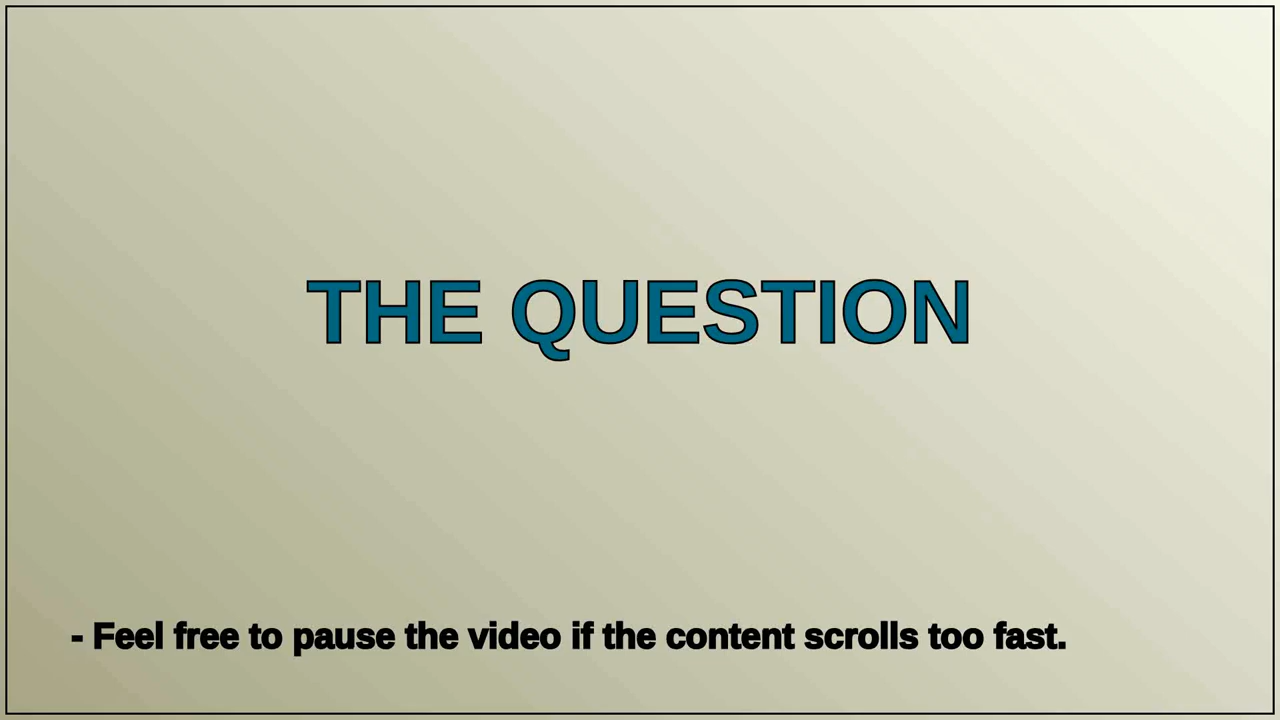 THE QUESTION
- Feel free to pause the video if the content scrolls too fast.